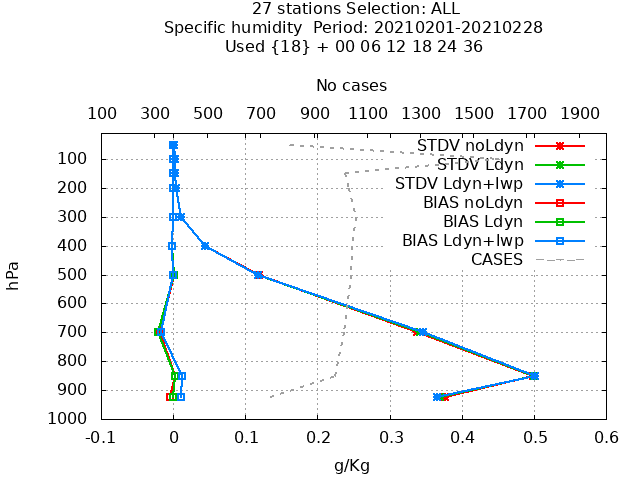 27 stations Selection: ALL
Specific humidity  Period: 20210201-20210228
Used {18} + 00 06 12 18 24 36
No cases
100 300 500 700 900 1100 1300 1500 1700 1900
STDV noLdyn
STDV Ldyn
STDV Ldyn+lwp
BIAS noLdyn
BIAS Ldyn
BIAS Ldyn+lwp
CASES
hPa
100
200
300
400
500
600
700
800
900
1000
-0.1 0 0.1 0.2 0.3 0.4 0.5 0.6
g/Kg